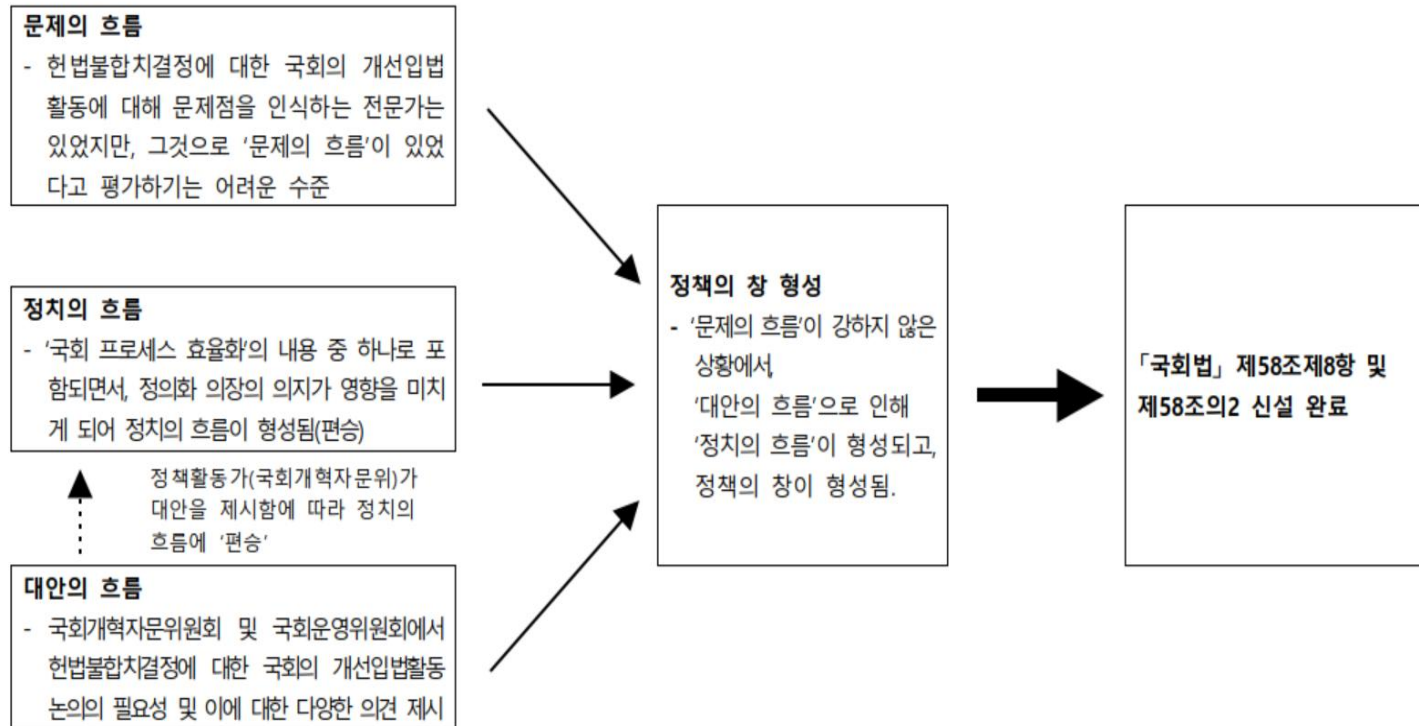 문제의 흐름
- 헌법불합치결정에 대한 국회의 개선입법
활동에 대해 문제점을 인식하는 전문가는
있었지만, 그것으로 '문제의 흐름'이 있었
다고 평가하기는 어려운 수준
정치의 흐름
- '국회 프로세스 효율화'의 내용 중 하나로 포
함되면서, 정의화 의장의 의지가 영향을 미치
게 되어 정치의 흐름이 형성됨(편승)
정책활동가(국회개혁자문위)가
대안을 제시함에 따라 정치의
흐름에 '편승'
대안의 흐름
- 국회개혁자문위원회 및 국회운영위원회에서
헌법불합치결정에 대한 국회의 개선입법활동
논의의 필요성 및 이에 대한 다양한 의견 제시
정책의 창 형성
- '문제의 흐름'이 강하지 않은
상황에서,
'대안의 흐름'으로 인해
'정치의 흐름'이 형성되고,
정책의 창이 형성됨.
「국회법」 제58조제8항 및
제58조의2 신설 완료